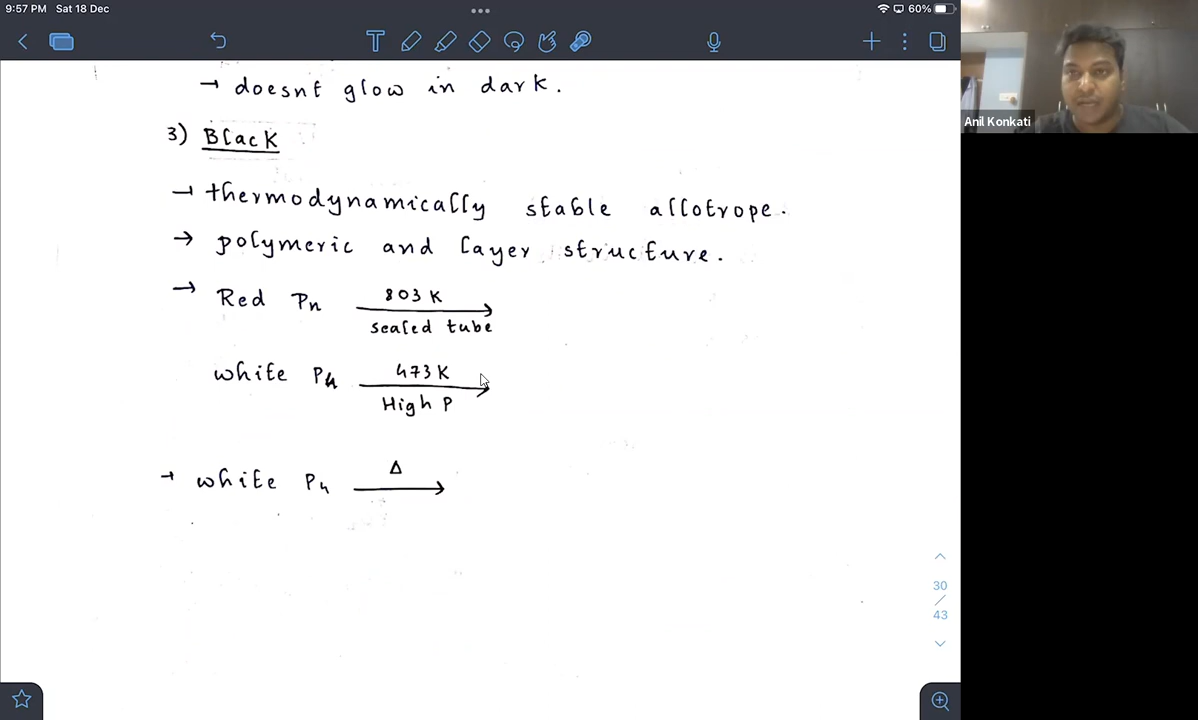 9:57 PM Sat 18 Dec
60%
→ doesnt glow in dark.
3) Black
→ thermodynamically stable allotrope.
→ polymeric and layer structure.
→ Red Pn 803 K →
sealed tube
white P4 473 K →
High P
→ white P4 Δ →
Anil Konkati
30
/
43